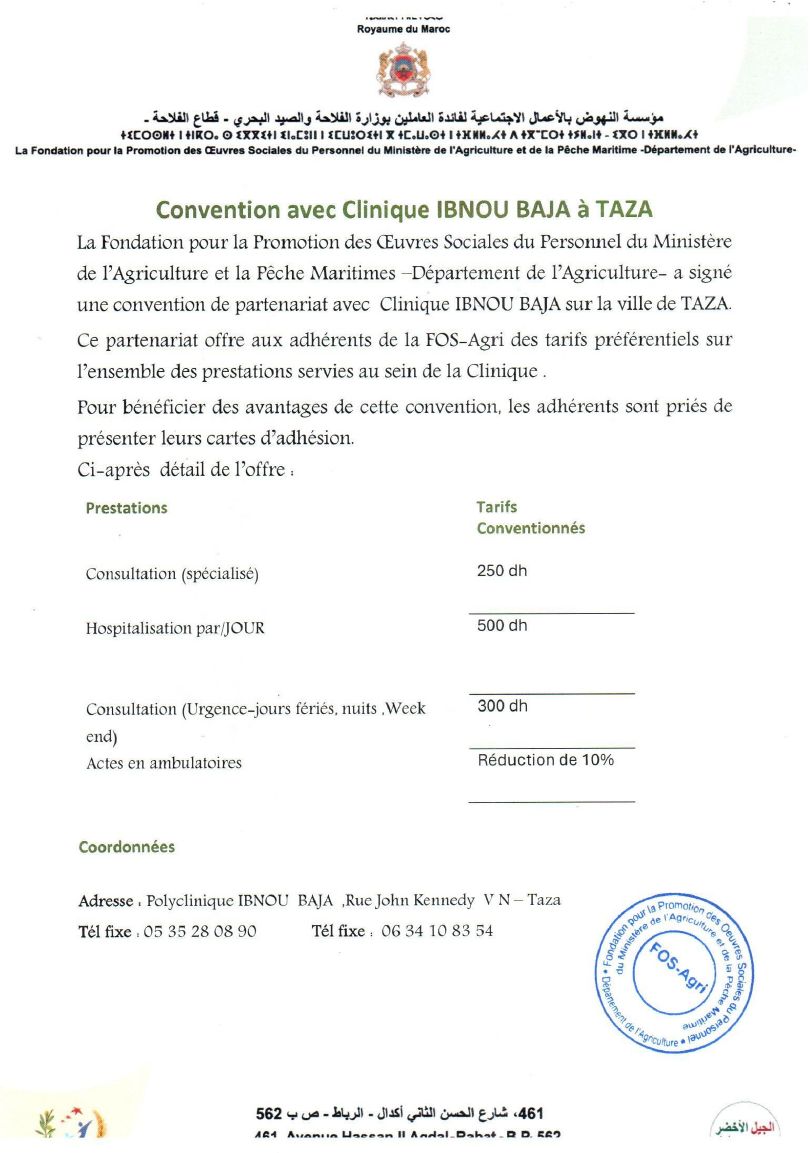 Royaume du Maroc
مؤسسة النهوض بالأعمال الاجتماعية لفائدة العاملين بوزارة الفلاحة والصيد البحري - قطاع الفلاحة -
La Fondation pour la Promotion des Œuvres Sociales du Personnel du Ministère de l'Agriculture et de la Pêche Maritime -Département de l'Agriculture-
Convention avec Clinique IBNOU BAJA à TAZA
La Fondation pour la Promotion des Œuvres Sociales du Personnel du Ministère
de l'Agriculture et la Pêche Maritimes –Département de l'Agriculture- a signé
une convention de partenariat avec Clinique IBNOU BAJA sur la ville de TAZA.
Ce partenariat offre aux adhérents de la FOS-Agri des tarifs préférentiels sur
l'ensemble des prestations servies au sein de la Clinique .
Pour bénéficier des avantages de cette convention, les adhérents sont priés de
présenter leurs cartes d'adhésion.
Ci-après détail de l'offre :
Prestations
Tarifs
Conventionnés
Consultation (spécialisé)
250 dh
Hospitalisation par/JOUR
500 dh
Consultation (Urgence-jours fériés, nuits ,Week
end)
300 dh
Actes en ambulatoires
Réduction de 10%
Coordonnées
Adresse : Polyclinique IBNOU BAJA ,Rue John Kennedy V N – Taza
Tél fixe : 05 35 28 08 90 Tél fixe : 06 34 10 83 54
Fondation pour la Promotion des Oeuvres Sociales du Personnel
du Ministère de l'Agriculture et de la Pêche Maritime
Département de l'Agriculture
FOS-Agri
461، شارع الحسن الثاني أكدال - الرباط - ص ب 562
461, Avenue Hassan II Agdal-Rabat - B.P. 562
الجيل الأخضر